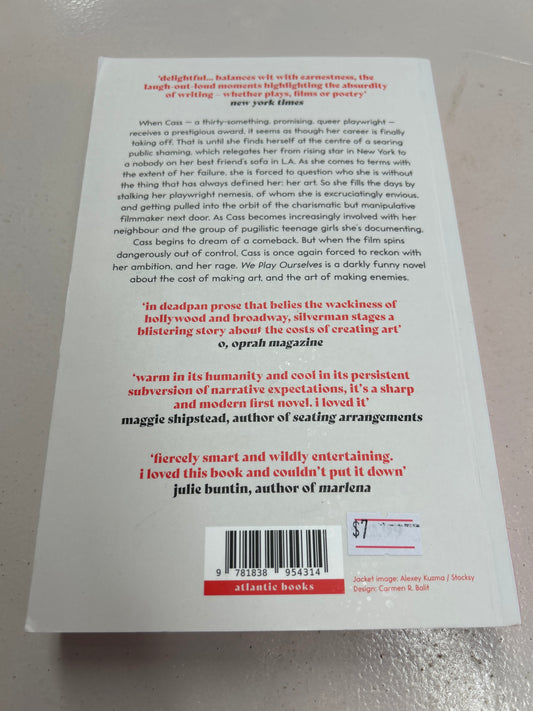 ‘delightful... balances wit with earnestness, the
laugh-out-loud moments highlighting the absurdity
of writing – whether plays, films or poetry’
new york times
When Cass – a thirty-something, promising, queer playwright –
receives a prestigious award, it seems as though her career is finally
taking off. That is until she finds herself at the centre of a searing
public shaming, which relegates her from rising star in New York to
a nobody on her best friend's sofa in L.A. As she comes to terms with
the extent of her failure, she is forced to question who she is without
the thing that has always defined her: her art. So she fills the days by
stalking her playwright nemesis, of whom she is excruciatingly envious,
and getting pulled into the orbit of the charismatic but manipulative
filmmaker next door. As Cass becomes increasingly involved with her
neighbour and the group of pugilistic teenage girls she's documenting,
Cass begins to dream of a comeback. But when the film spins
dangerously out of control, Cass is once again forced to reckon with
her ambition, and her rage. We Play Ourselves is a darkly funny novel
about the cost of making art, and the art of making enemies.
‘in deadpan prose that belies the wackiness of
hollywood and broadway, silverman stages a
blistering story about the costs of creating art’
o, oprah magazine
‘warm in its humanity and cool in its persistent
subversion of narrative expectations, it's a sharp
and modern first novel. i loved it’
maggie shipstead, author of seating arrangements
‘fiercely smart and wildly entertaining.
i loved this book and couldn't put it down’
julie buntin, author of marlena
$7
9 781838 954314
atlantic books
Jacket image: Alexey Kuzma / Stocksy
Design: Carmen R. Balit